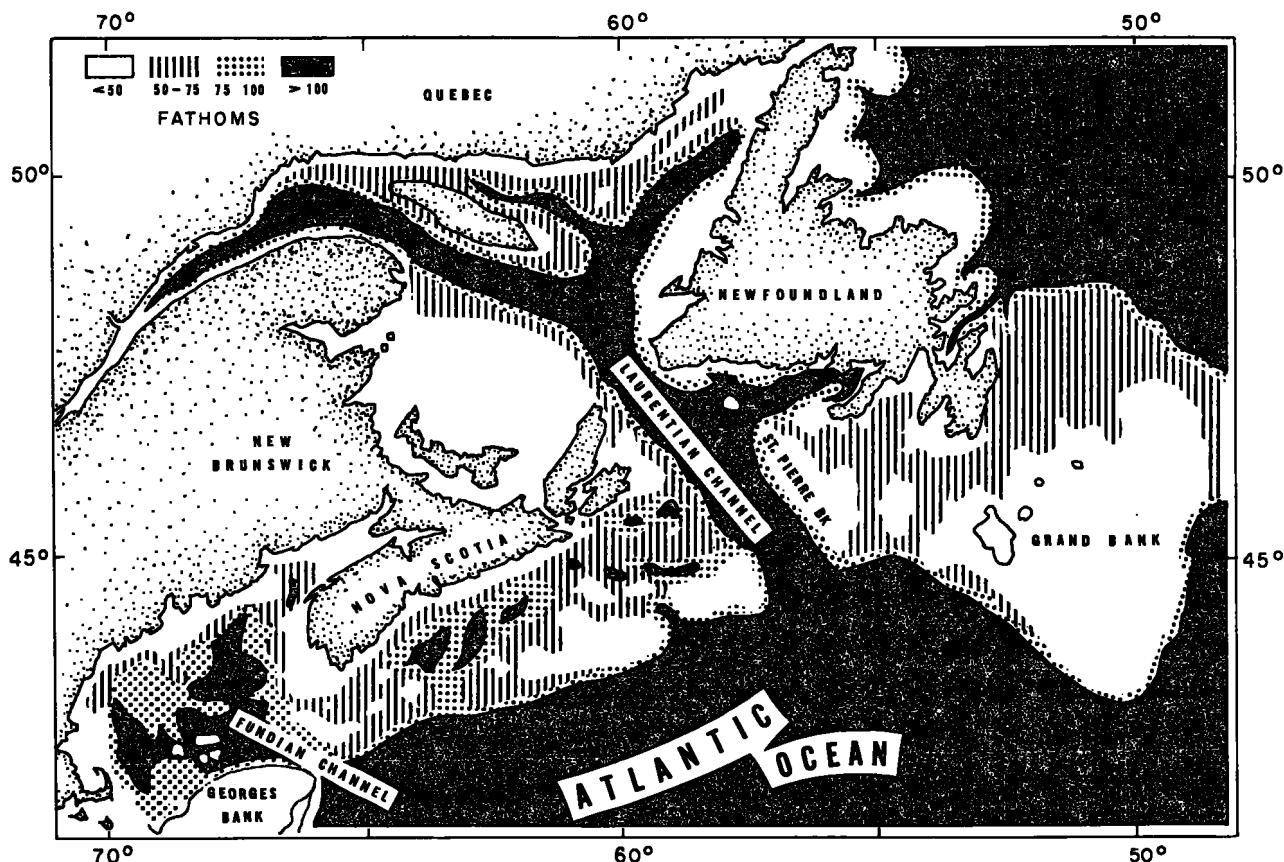 70°
60°
50°
<50 50-75 75 100 >100
FATHOMS
QUEBEC
50°
50°
NEWFOUNDLAND
LAURENTIAN CHANNEL
NEW
BRUNSWICK
ST. PIERRE BK
GRAND BANK
NOVA SCOTIA
45°
45°
FUNDIAN CHANNEL
ATLANTIC
OCEAN
GEORGES
BANK
70°
60°
50°